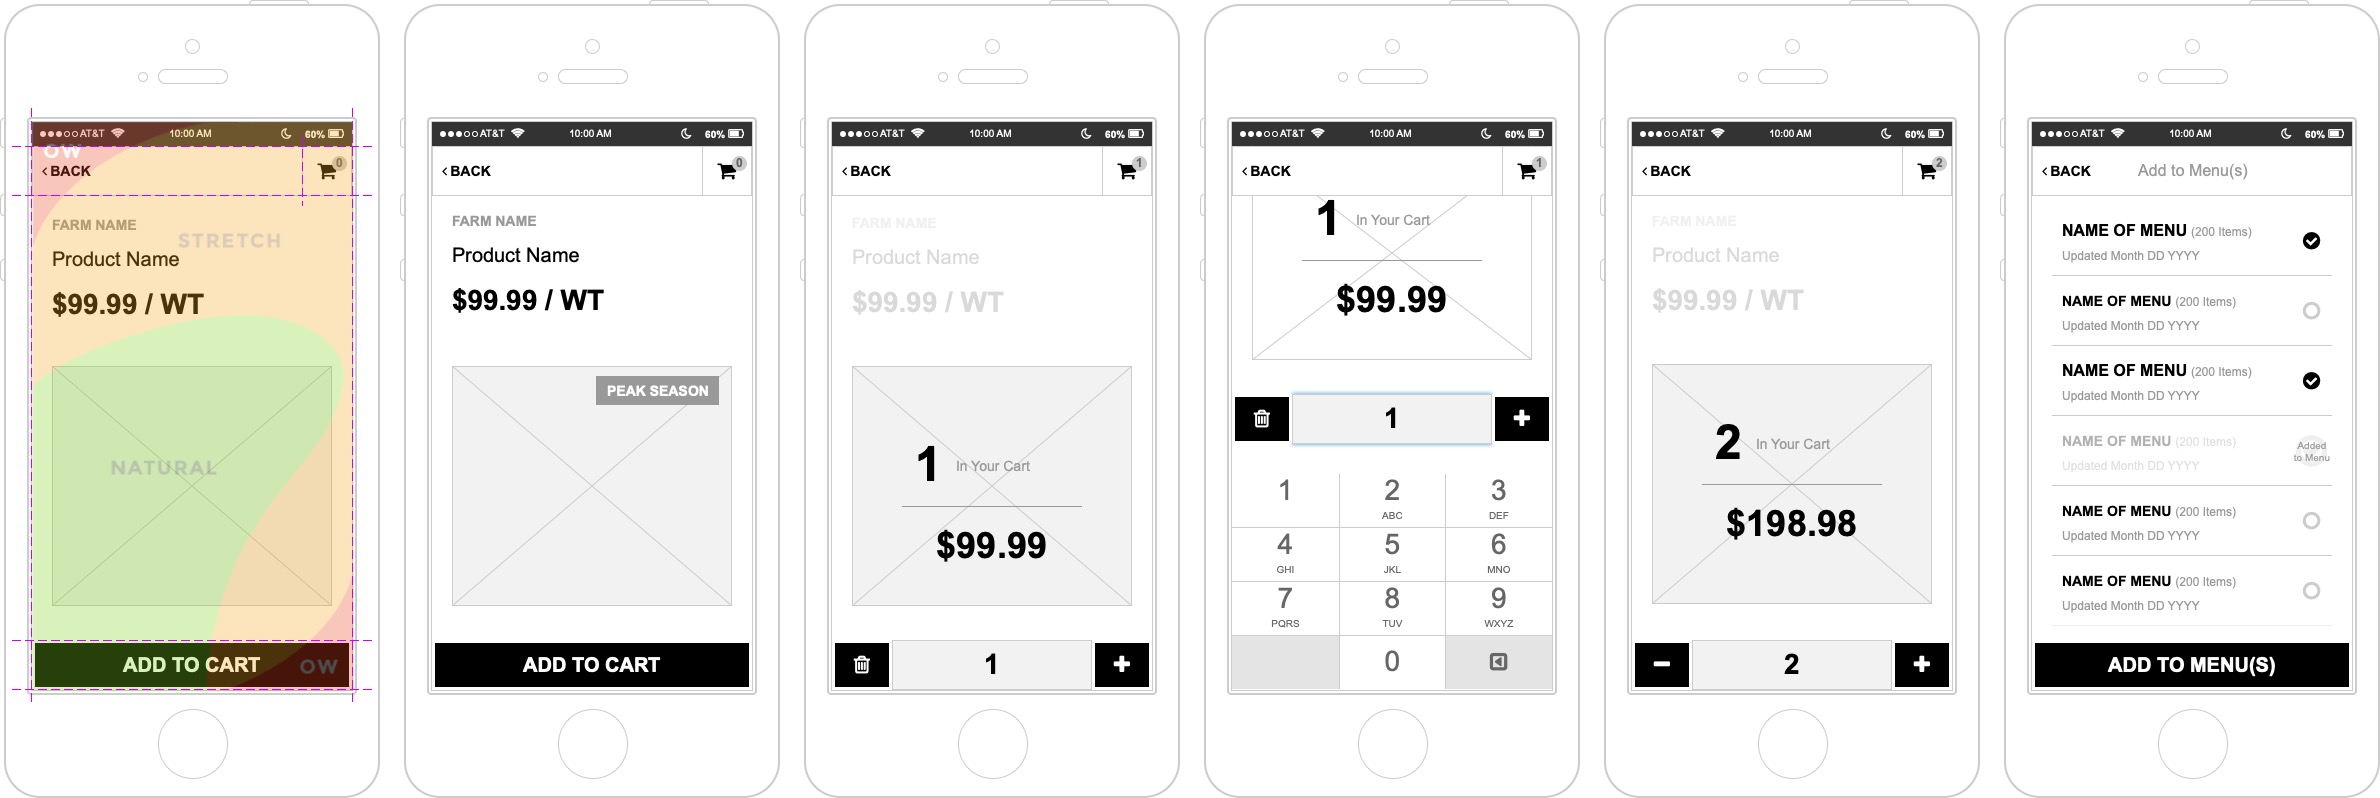 AT&T 10:00 AM 60%
OW
BACK 0
FARM NAME
STRETCH
Product Name
$99.99 / WT
NATURAL
ADD TO CART OW
AT&T 10:00 AM 60%
BACK 0
FARM NAME
Product Name
$99.99 / WT
PEAK SEASON
ADD TO CART
AT&T 10:00 AM 60%
BACK 1
FARM NAME
Product Name
$99.99 / WT
1 In Your Cart
$99.99
1
AT&T 10:00 AM 60%
BACK 1
1 In Your Cart
$99.99
1
1 2 3
ABC DEF
4 5 6
GHI JKL MNO
7 8 9
PQRS TUV WXYZ
0
AT&T 10:00 AM 60%
BACK 2
FARM NAME
Product Name
$99.99 / WT
2 In Your Cart
$198.98
2
AT&T 10:00 AM 60%
BACK Add to Menu(s)
NAME OF MENU (200 Items)
Updated Month DD YYYY
NAME OF MENU (200 Items)
Updated Month DD YYYY
NAME OF MENU (200 Items)
Updated Month DD YYYY
NAME OF MENU (200 Items)
Updated Month DD YYYY
Added
to Menu
NAME OF MENU (200 Items)
Updated Month DD YYYY
NAME OF MENU (200 Items)
Updated Month DD YYYY
ADD TO MENU(S)